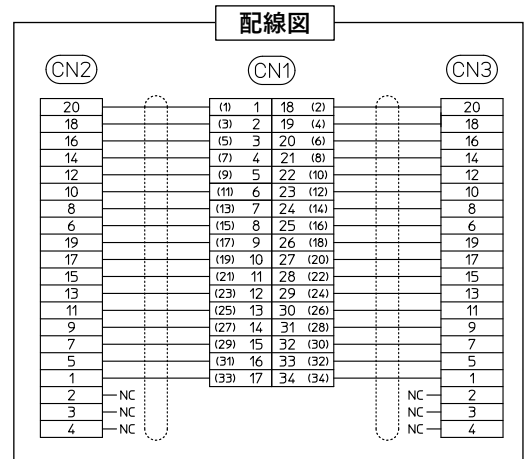 配線図
CN2 CN1 CN3
20 (1) 1 18 (2) 20
18 (3) 2 19 (4) 18
16 (5) 3 20 (6) 16
14 (7) 4 21 (8) 14
12 (9) 5 22 (10) 12
10 (11) 6 23 (12) 10
8 (13) 7 24 (14) 8
6 (15) 8 25 (16) 6
19 (17) 9 26 (18) 19
17 (19) 10 27 (20) 17
15 (21) 11 28 (22) 15
13 (23) 12 29 (24) 13
11 (25) 13 30 (26) 11
9 (27) 14 31 (28) 9
7 (29) 15 32 (30) 7
5 (31) 16 33 (32) 5
1 (33) 17 34 (34) 1
2 NC NC 2
3 NC NC 3
4 NC NC 4